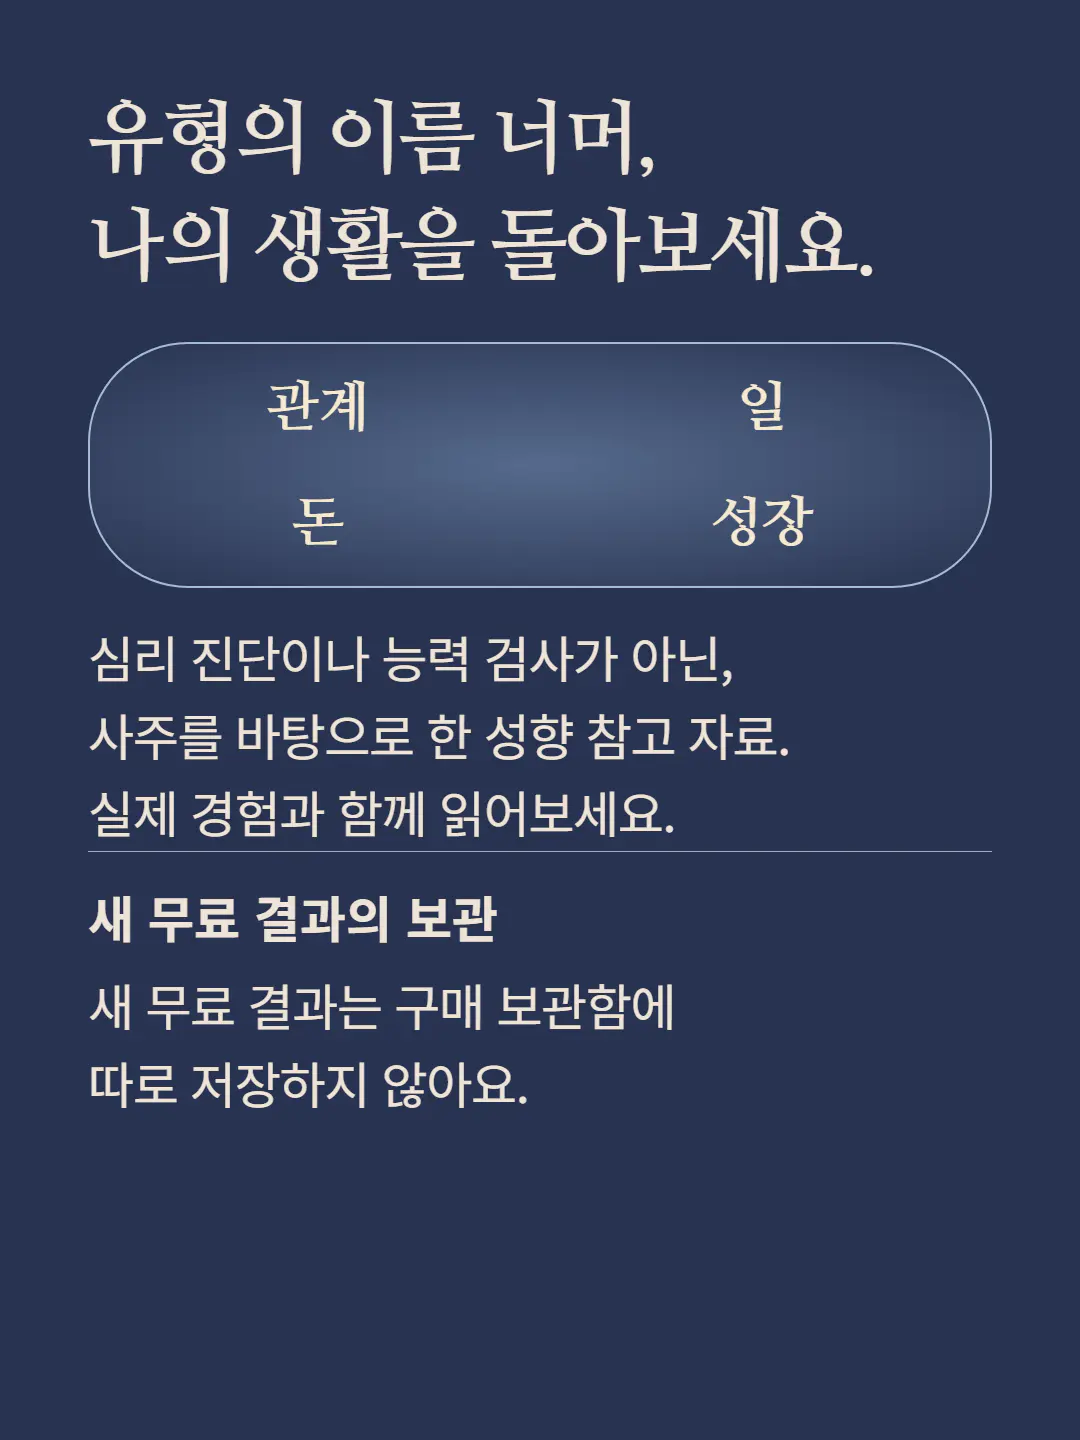 유형의 이름 너머,
나의 생활을 돌아보세요.
관계 일
돈 성장
심리 진단이나 능력 검사가 아닌,
사주를 바탕으로 한 성향 참고 자료.
실제 경험과 함께 읽어보세요.
새 무료 결과의 보관
새 무료 결과는 구매 보관함에
따로 저장하지 않아요.